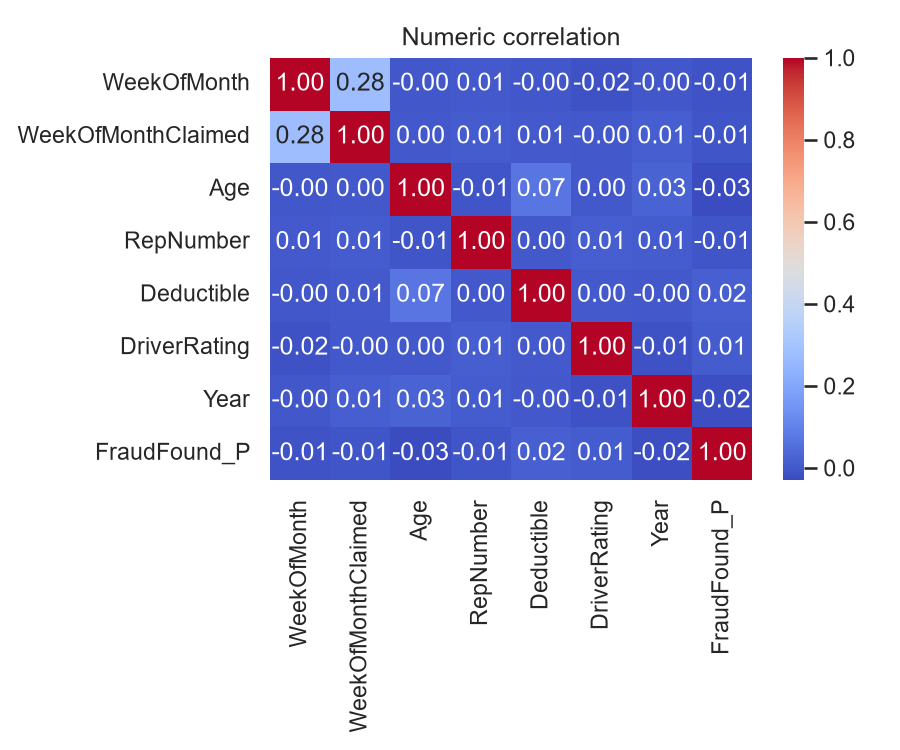 Numeric correlation
WeekOfMonth 1.00 0.28 -0.00 0.01 -0.00 -0.02 -0.00 -0.01
WeekOfMonthClaimed 0.28 1.00 0.00 0.01 0.01 -0.00 0.01 -0.01
Age -0.00 0.00 1.00 -0.01 0.07 0.00 0.03 -0.03
RepNumber 0.01 0.01 -0.01 1.00 0.00 0.01 0.01 -0.01
Deductible -0.00 0.01 0.07 0.00 1.00 0.00 -0.00 0.02
DriverRating -0.02 -0.00 0.00 0.01 0.00 1.00 -0.01 0.01
Year -0.00 0.01 0.03 0.01 -0.00 -0.01 1.00 -0.02
FraudFound_P -0.01 -0.01 -0.03 -0.01 0.02 0.01 -0.02 1.00
WeekOfMonth
WeekOfMonthClaimed
Age
RepNumber
Deductible
DriverRating
Year
FraudFound_P
1.0
0.8
0.6
0.4
0.2
0.0